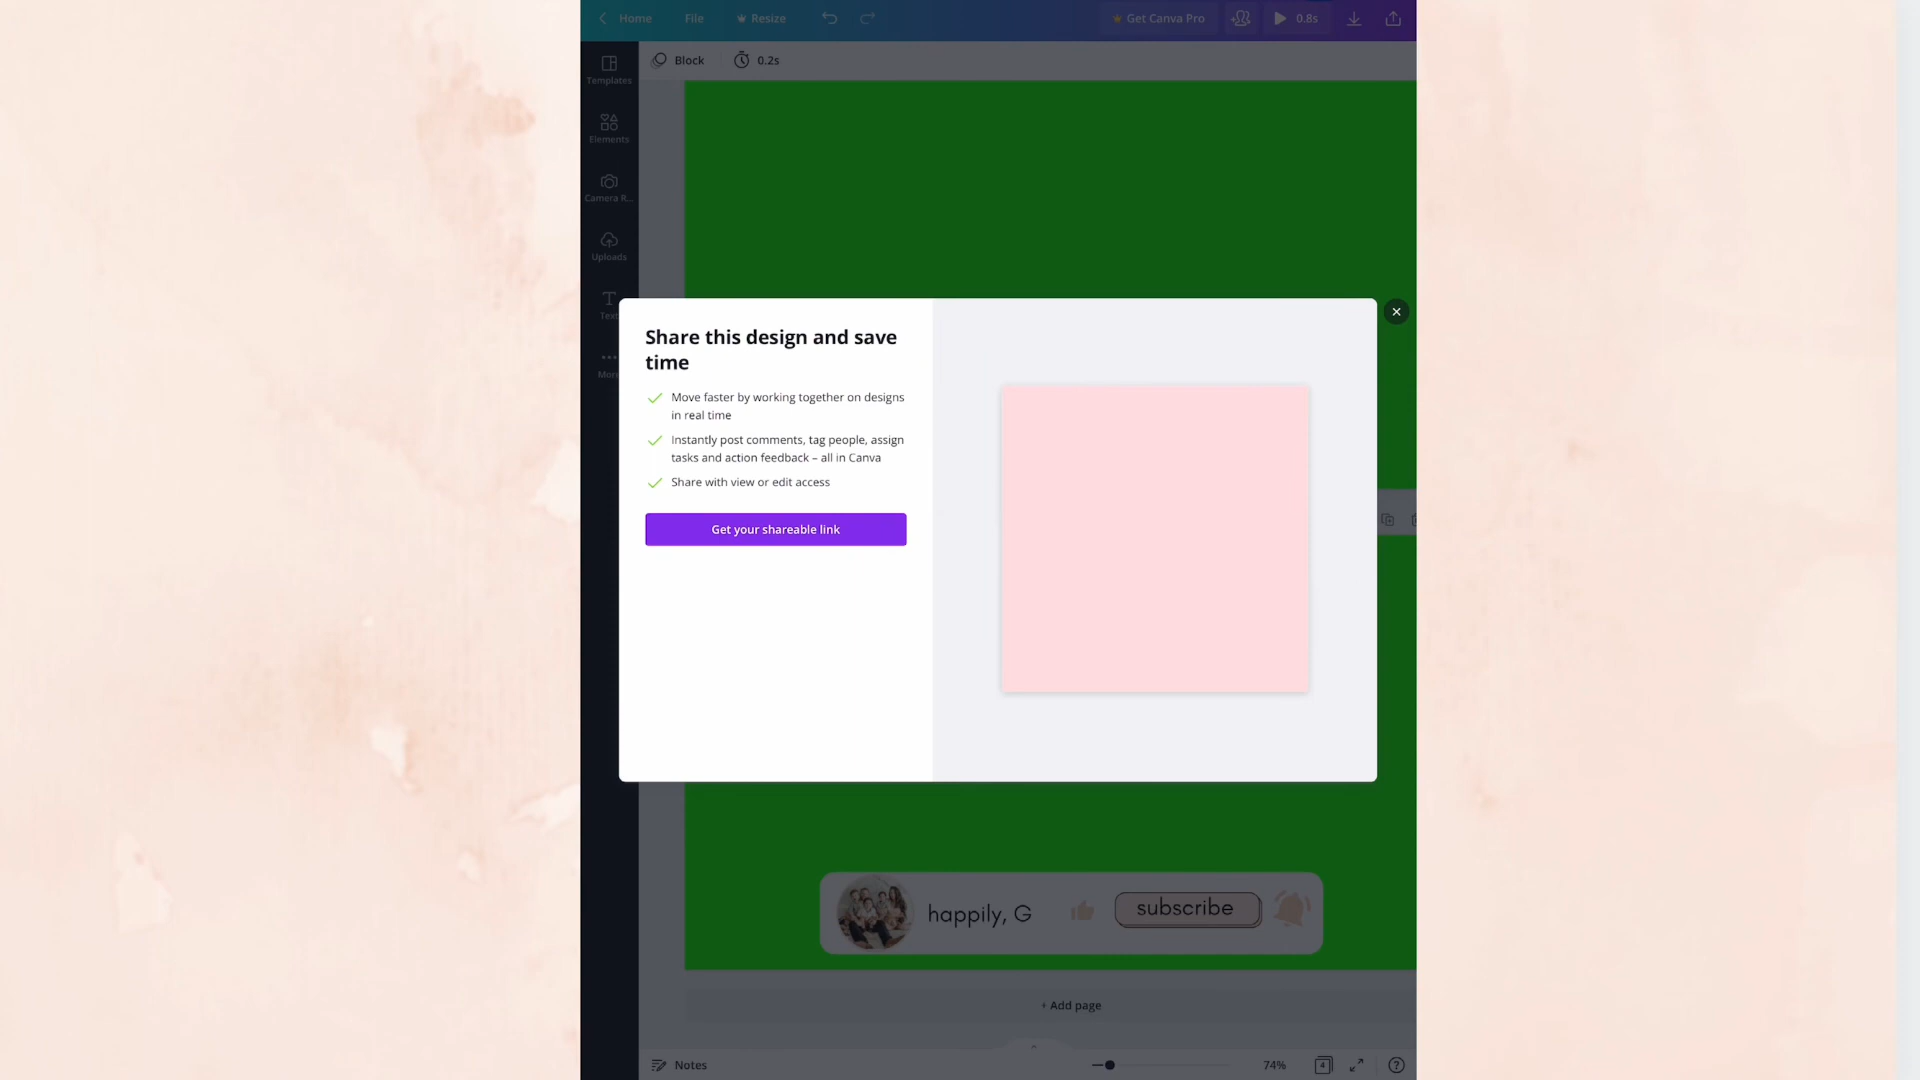 Home File Resize Get Canva Pro 0.8s
Block 0.2s
Templates
Elements
Camera R...
Uploads
Text
Share this design and save
time
Move faster by working together on designs
in real time
Instantly post comments, tag people, assign
tasks and action feedback – all in Canva
Share with view or edit access
Get your shareable link
happily, G subscribe
+ Add page
Notes 74% 4 ?